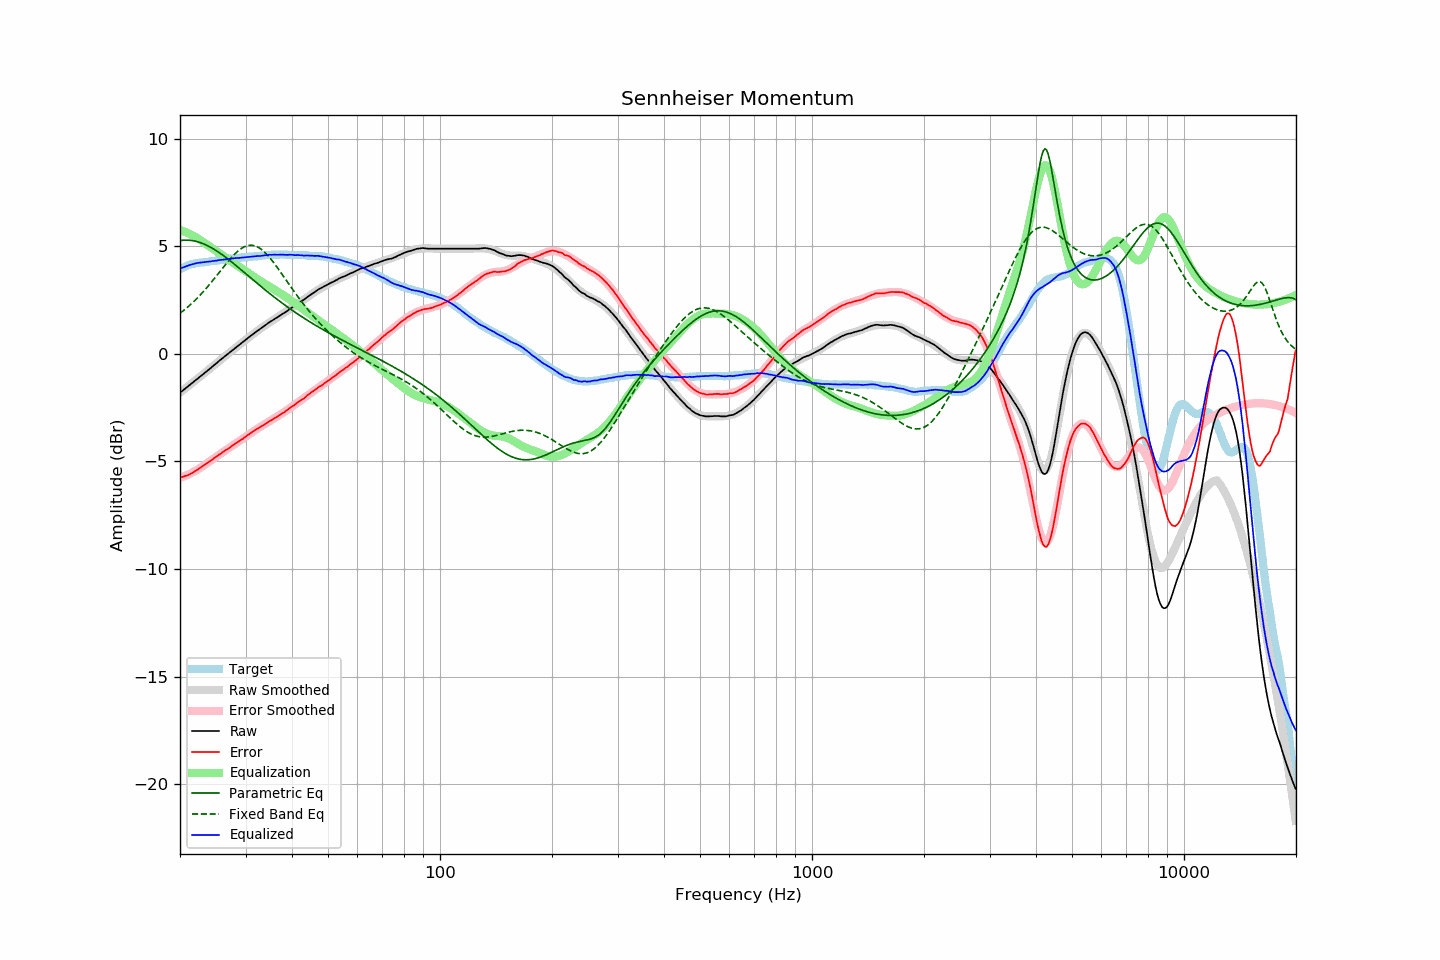 Sennheiser Momentum
Amplitude (dBr)
10
5
0
−5
−10
−15
−20
Target
Raw Smoothed
Error Smoothed
Raw
Error
Equalization
Parametric Eq
Fixed Band Eq
Equalized
100 1000 10000
Frequency (Hz)